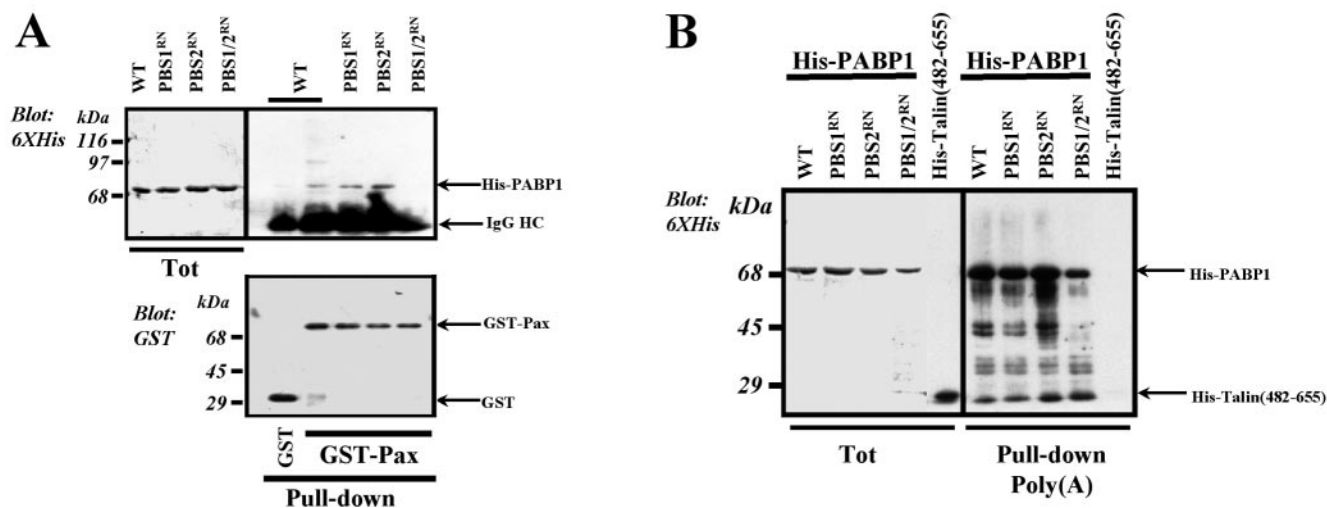 A
WT
PBS1RN
PBS2RN
PBS1/2RN
WT
PBS1RN
PBS2RN
PBS1/2RN
Blot:
6XHis
kDa
116
97
68
His-PABP1
IgG HC
Tot
Blot:
GST
kDa
68
45
29
GST-Pax
GST
GST
GST-Pax
Pull-down
B
His-PABP1
His-PABP1
WT
PBS1RN
PBS2RN
PBS1/2RN
His-Talin(482-655)
WT
PBS1RN
PBS2RN
PBS1/2RN
His-Talin(482-655)
Blot:
6XHis
kDa
68
45
29
His-PABP1
His-Talin(482-655)
Tot
Pull-down
Poly(A)